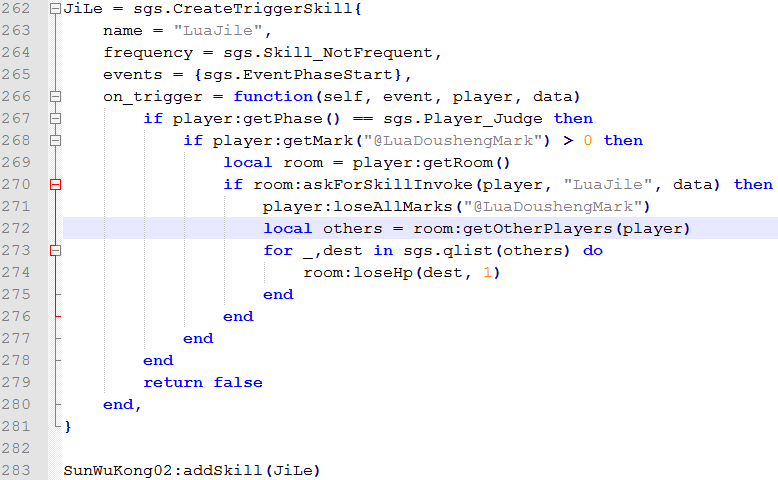 262 JiLe = sgs.CreateTriggerSkill{
263     name = "LuaJile",
264     frequency = sgs.Skill_NotFrequent,
265     events = {sgs.EventPhaseStart},
266     on_trigger = function(self, event, player, data)
267         if player:getPhase() == sgs.Player_Judge then
268             if player:getMark("@LuaDoushengMark") > 0 then
269                 local room = player:getRoom()
270                 if room:askForSkillInvoke(player, "LuaJile", data) then
271                     player:loseAllMarks("@LuaDoushengMark")
272                     local others = room:getOtherPlayers(player)
273                     for _,dest in sgs.qlist(others) do
274                         room:loseHp(dest, 1)
275                     end
276                 end
277             end
278         end
279         return false
280     end,
281 }
282
283 SunWuKong02:addSkill(JiLe)